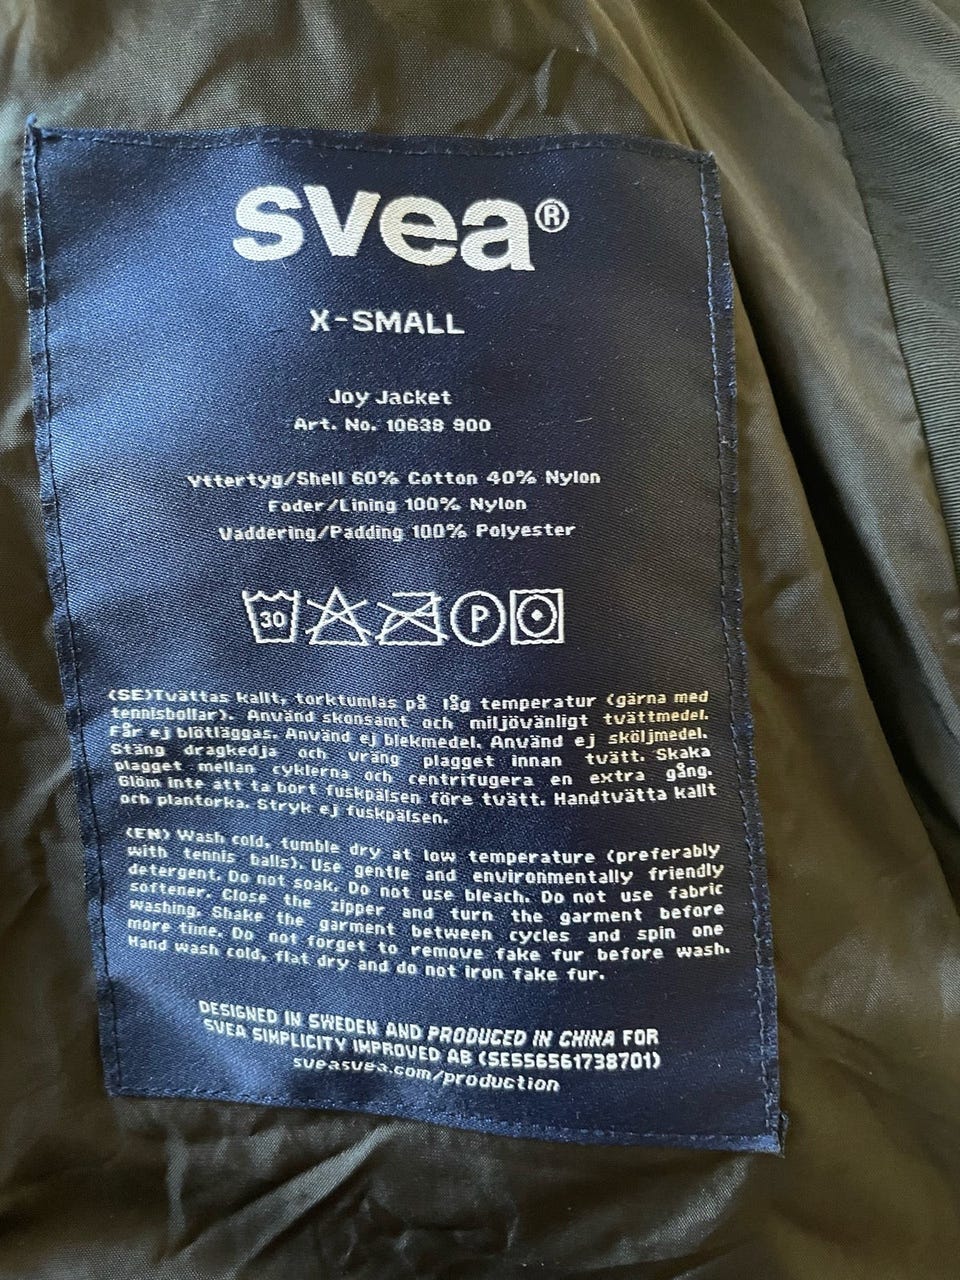 svea®
X-SMALL
Joy Jacket
Art. No. 10638 900
Yttertyg/Shell 60% Cotton 40% Nylon
Foder/Lining 100% Nylon
Vaddering/Padding 100% Polyester
30 P
(SE)Tvättas kallt, torktumlas på låg temperatur (gärna med
tennisbollar). Använd skonsamt och miljövänligt tvättmedel.
Får ej blötläggas. Använd ej blekmedel. Använd ej sköljmedel.
Stäng dragkedja och vräng plagget innan tvätt. Skaka
plagget mellan cyklerna och centrifugera en extra gång.
Glöm inte att ta bort fuskpälsen före tvätt. Handtvätta kallt
och plantorka. Stryk ej fuskpälsen.
(EN) Wash cold, tumble dry at low temperature (preferably
with tennis balls). Use gentle and environmentally friendly
detergent. Do not soak. Do not use bleach. Do not use fabric
softener. Close the zipper and turn the garment before
washing. Shake the garment between cycles and spin one
more time. Do not forget to remove fake fur before wash.
Hand wash cold, flat dry and do not iron fake fur.
DESIGNED IN SWEDEN AND PRODUCED IN CHINA FOR
SVEA SIMPLICITY IMPROVED AB (SE556561738701)
sveasvea.com/production